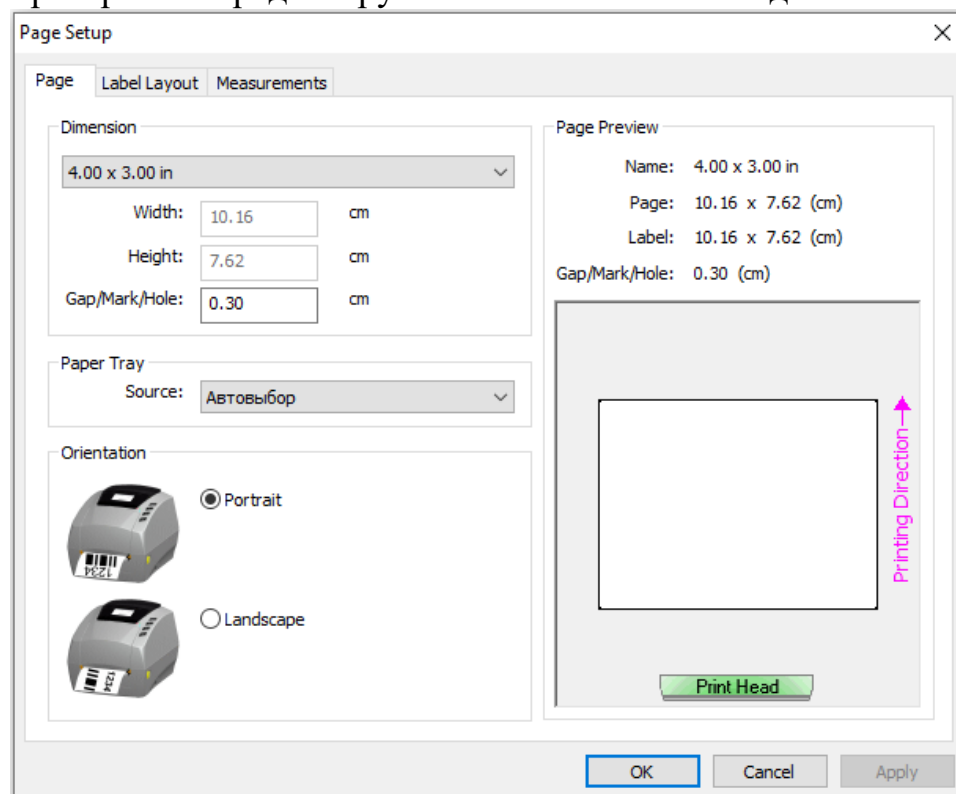 Page Setup
Page Label Layout Measurements
Dimension
4.00 x 3.00 in
Width: 10.16 cm
Height: 7.62 cm
Gap/Mark/Hole: 0.30 cm
Paper Tray
Source: Автовыбор
Orientation
1234
Portrait
1234
Landscape
Page Preview
Name: 4.00 x 3.00 in
Page: 10.16 x 7.62 (cm)
Label: 10.16 x 7.62 (cm)
Gap/Mark/Hole: 0.30 (cm)
Printing Direction
Print Head
OK Cancel Apply